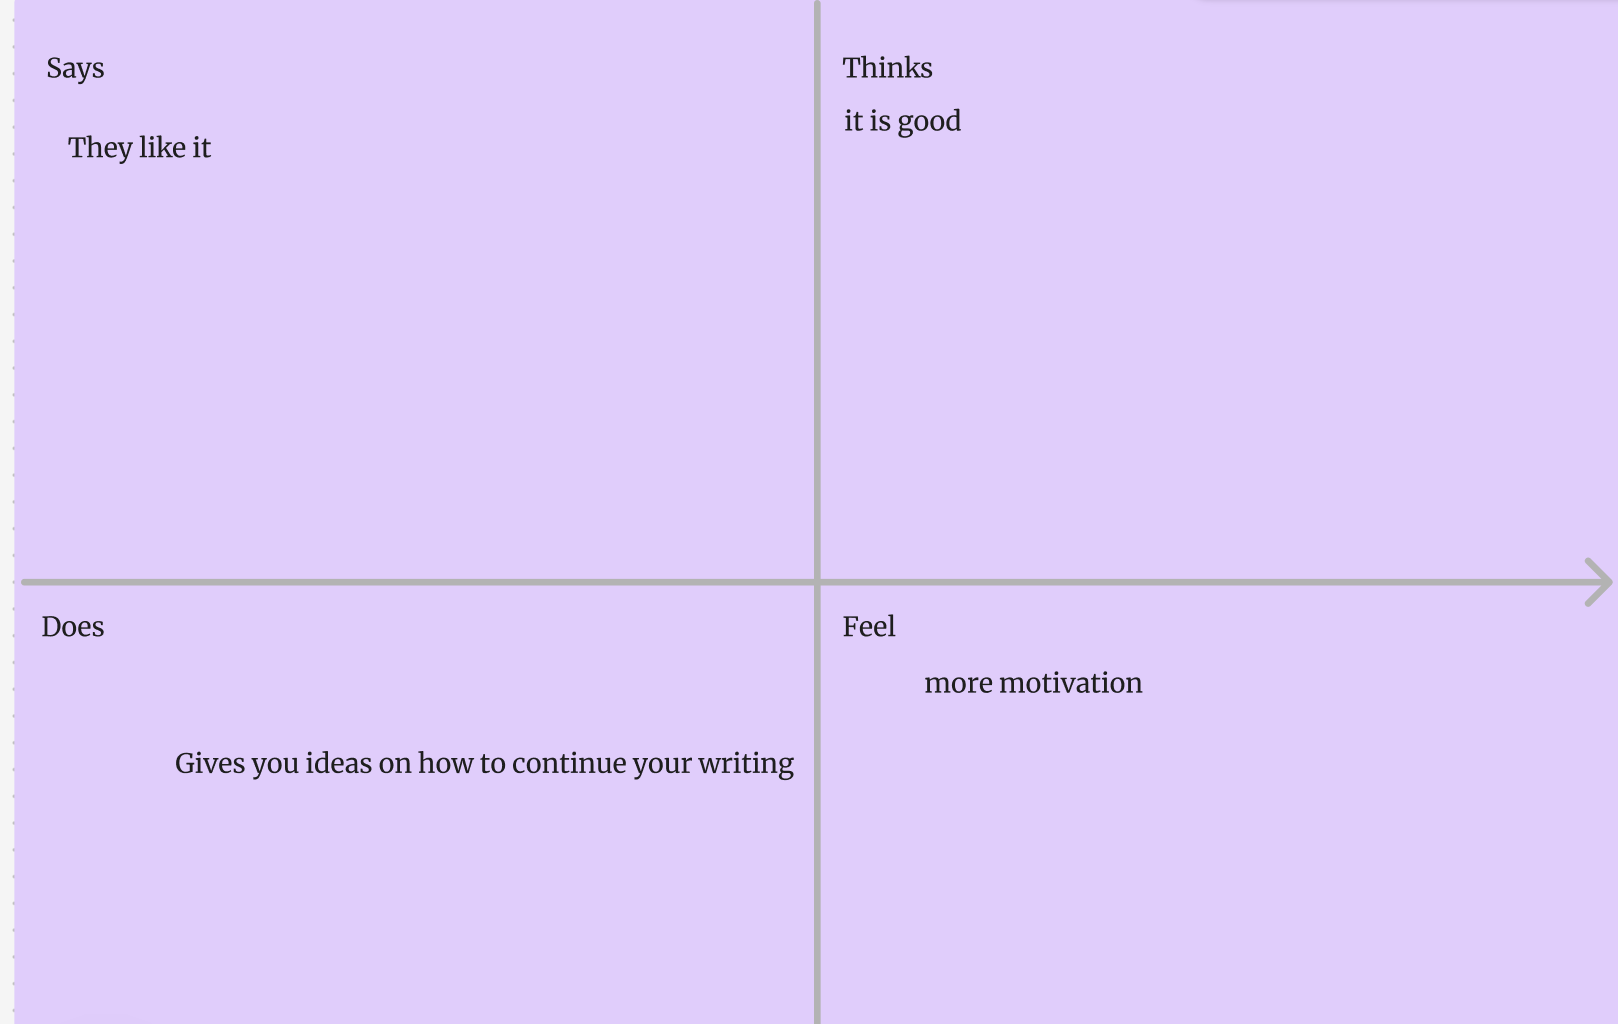 Says
They like it
Thinks
it is good
Does
Gives you ideas on how to continue your writing
Feel
more motivation